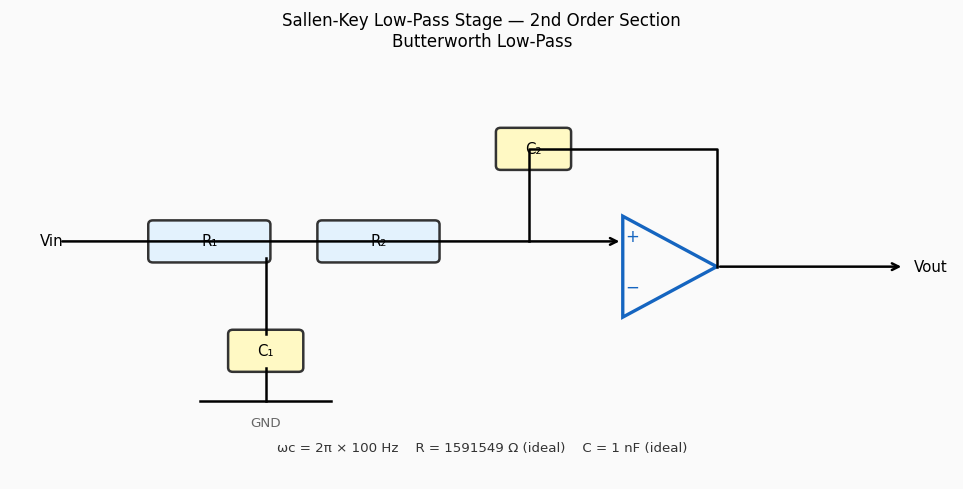 Sallen-Key Low-Pass Stage — 2nd Order Section
Butterworth Low-Pass
C₂
Vin
R₁
R₂
+
−
Vout
C₁
GND
ωc = 2π × 100 Hz    R = 1591549 Ω (ideal)    C = 1 nF (ideal)